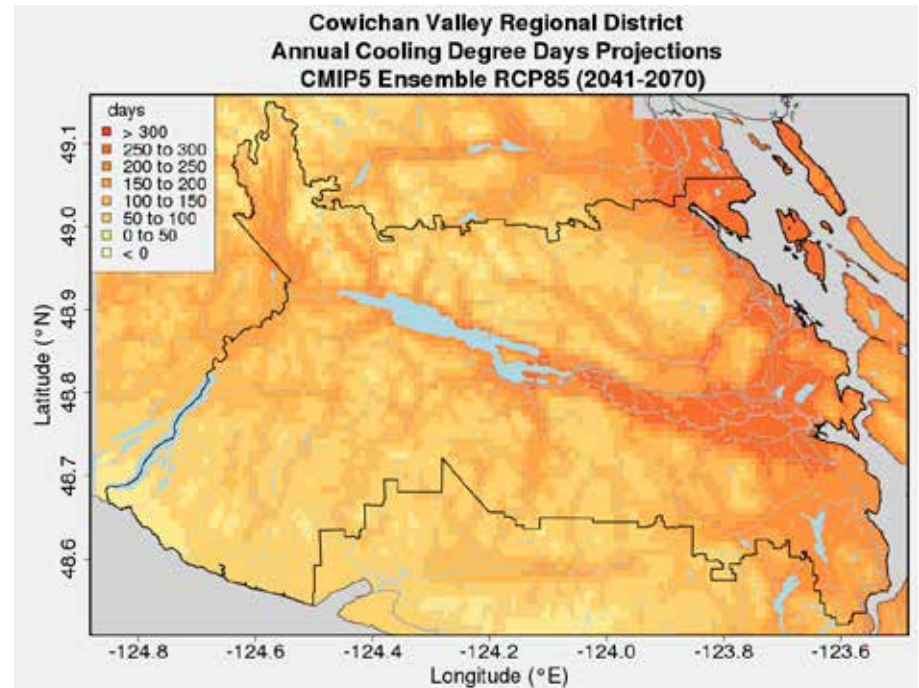 Cowichan Valley Regional District
Annual Cooling Degree Days Projections
CMIP5 Ensemble RCP85 (2041-2070)
days
> 300
250 to 300
200 to 250
150 to 200
100 to 150
50 to 100
0 to 50
< 0
Latitude (°N)
49.1
49.0
48.9
48.8
48.7
48.6
-124.8
-124.6
-124.4
-124.2
-124.0
-123.8
-123.6
Longitude (°E)